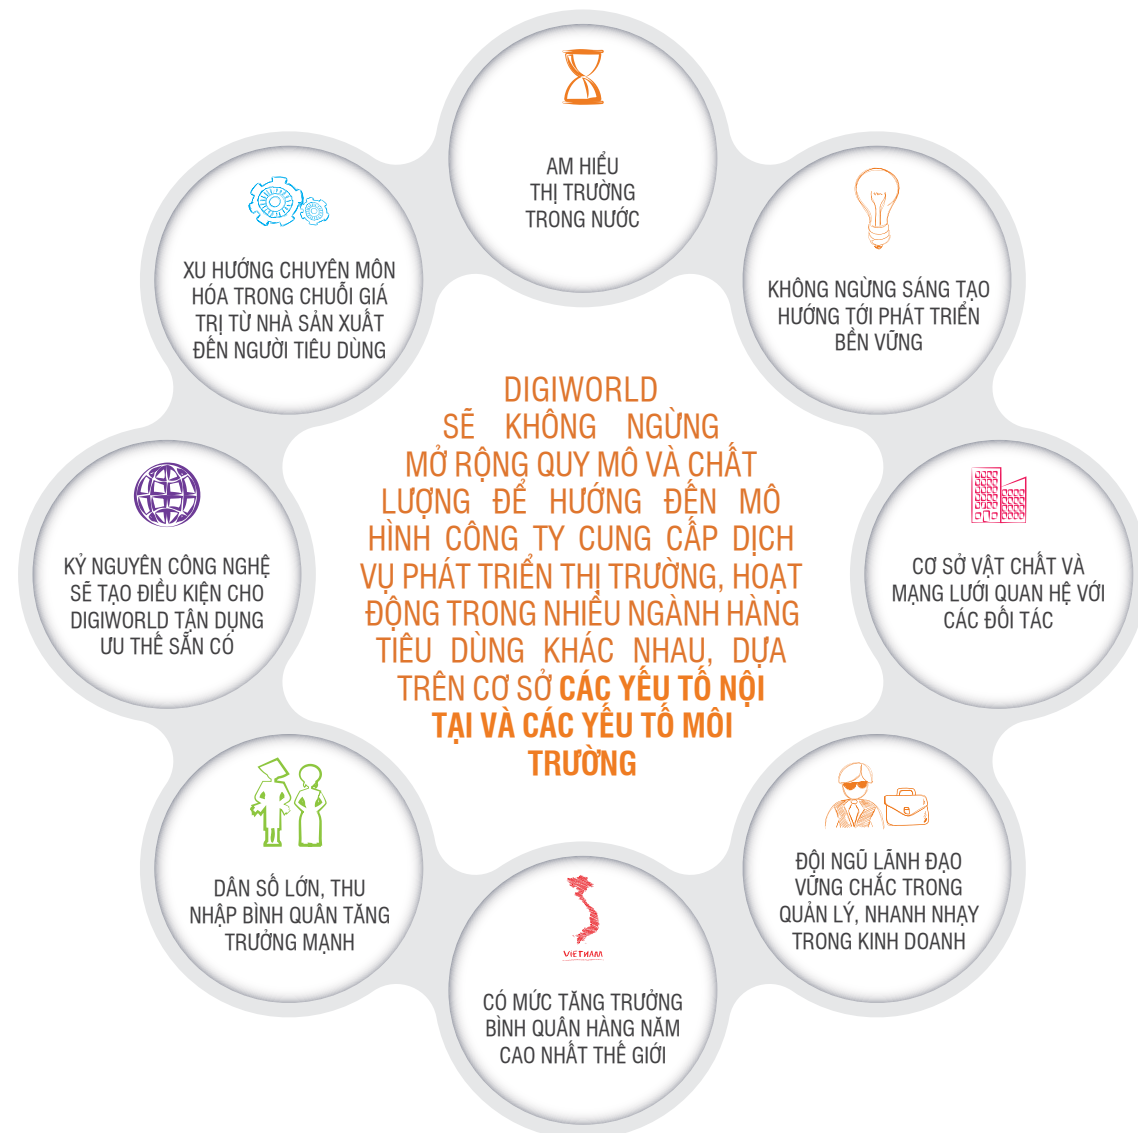 AM HIỂU
THỊ TRƯỜNG
TRONG NƯỚC
KHÔNG NGỪNG SÁNG TẠO
HƯỚNG TỚI PHÁT TRIỂN
BỀN VỮNG
XU HƯỚNG CHUYÊN MÔN
HÓA TRONG CHUỖI GIÁ
TRỊ TỪ NHÀ SẢN XUẤT
ĐẾN NGƯỜI TIÊU DÙNG
DIGIWORLD
SẼ KHÔNG NGỪNG
MỞ RỘNG QUY MÔ VÀ CHẤT
LƯỢNG ĐỂ HƯỚNG ĐẾN MÔ
HÌNH CÔNG TY CUNG CẤP DỊCH
VỤ PHÁT TRIỂN THỊ TRƯỜNG, HOẠT
ĐỘNG TRONG NHIỀU NGÀNH HÀNG
TIÊU DÙNG KHÁC NHAU, DỰA
TRÊN CƠ SỞ CÁC YẾU TỐ NỘI
TẠI VÀ CÁC YẾU TỐ MÔI
TRƯỜNG
KỶ NGUYÊN CÔNG NGHỆ
SẼ TẠO ĐIỀU KIỆN CHO
DIGIWORLD TẬN DỤNG
ƯU THẾ SẴN CÓ
CƠ SỞ VẬT CHẤT VÀ
MẠNG LƯỚI QUAN HỆ VỚI
CÁC ĐỐI TÁC
DÂN SỐ LỚN, THU
NHẬP BÌNH QUÂN TĂNG
TRƯỞNG MẠNH
ĐỘI NGŨ LÃNH ĐẠO
VỮNG CHẮC TRONG
QUẢN LÝ, NHANH NHẠY
TRONG KINH DOANH
VIETNAM
CÓ MỨC TĂNG TRƯỞNG
BÌNH QUÂN HÀNG NĂM
CAO NHẤT THẾ GIỚI